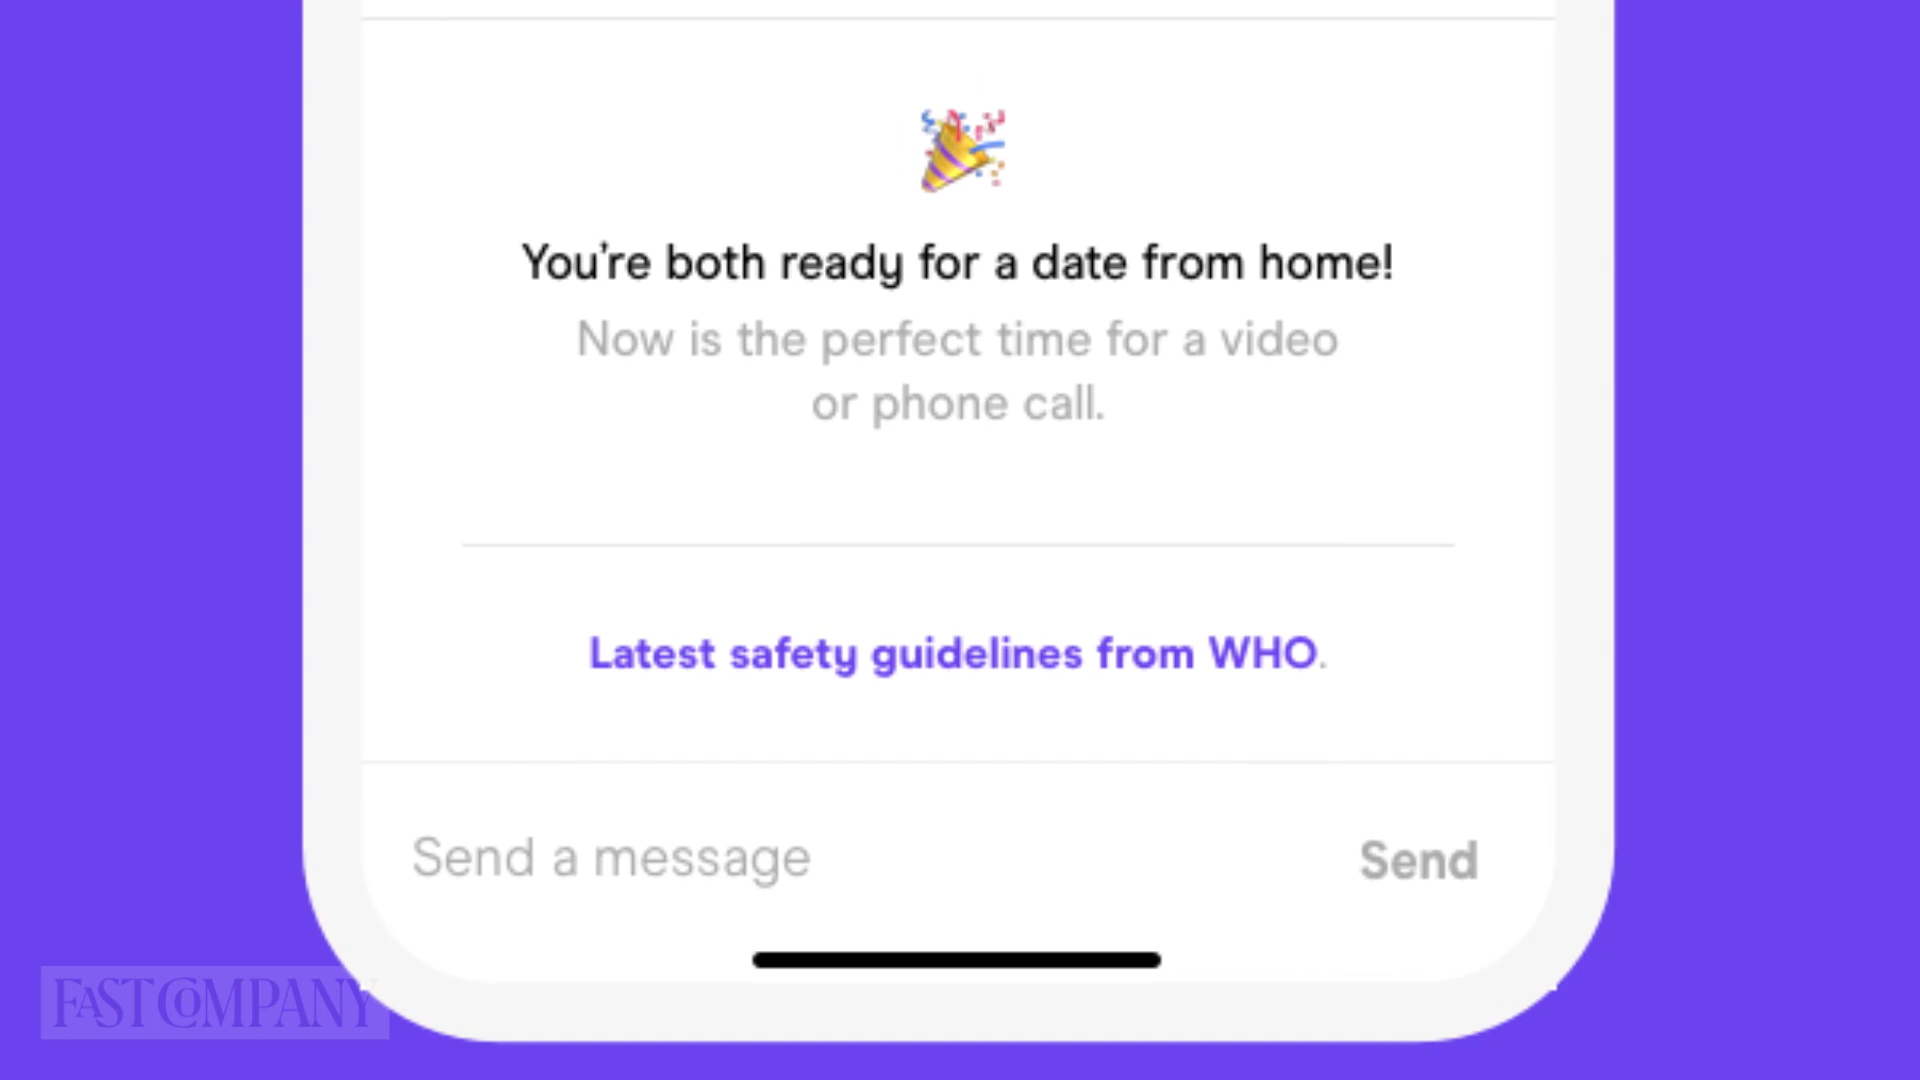 You're both ready for a date from home!
Now is the perfect time for a video
or phone call.
Latest safety guidelines from WHO.
Send a message
Send
FAST COMPANY